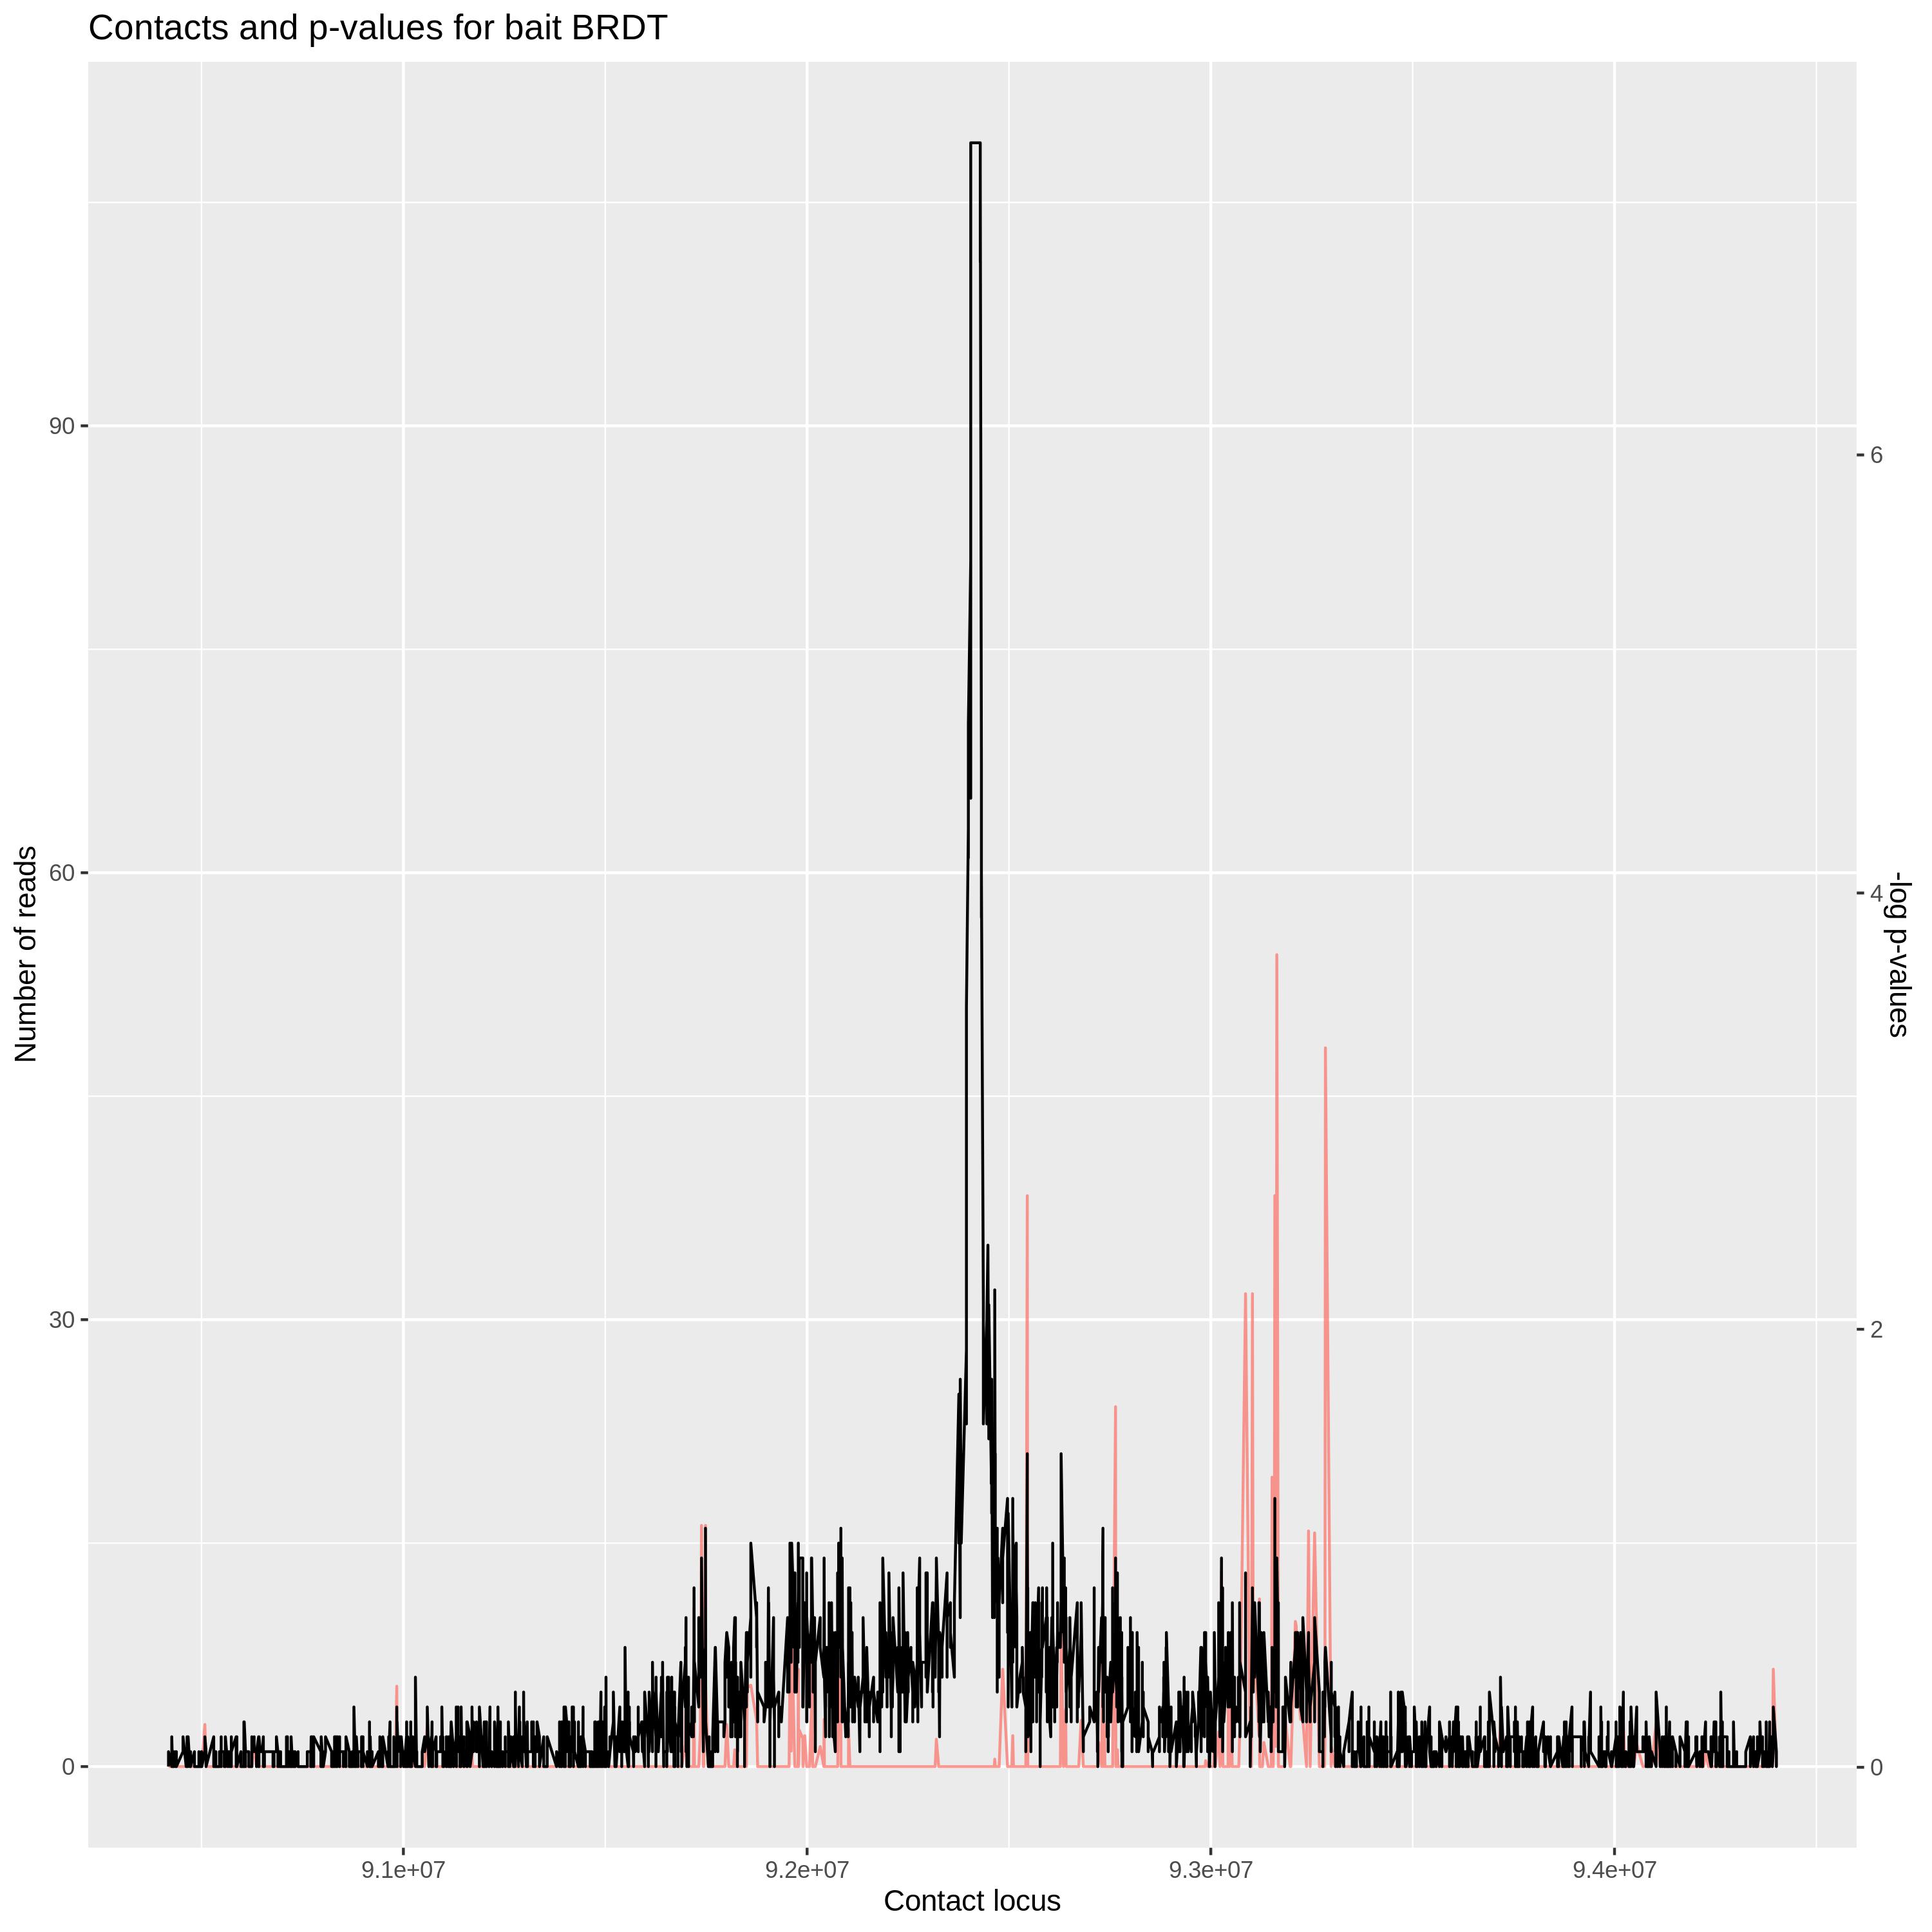 Contacts and p-values for bait BRDT
90
60
30
0
Number of reads
6
4
2
0
-log p-values
9.1e+07
9.2e+07
9.3e+07
9.4e+07
Contact locus